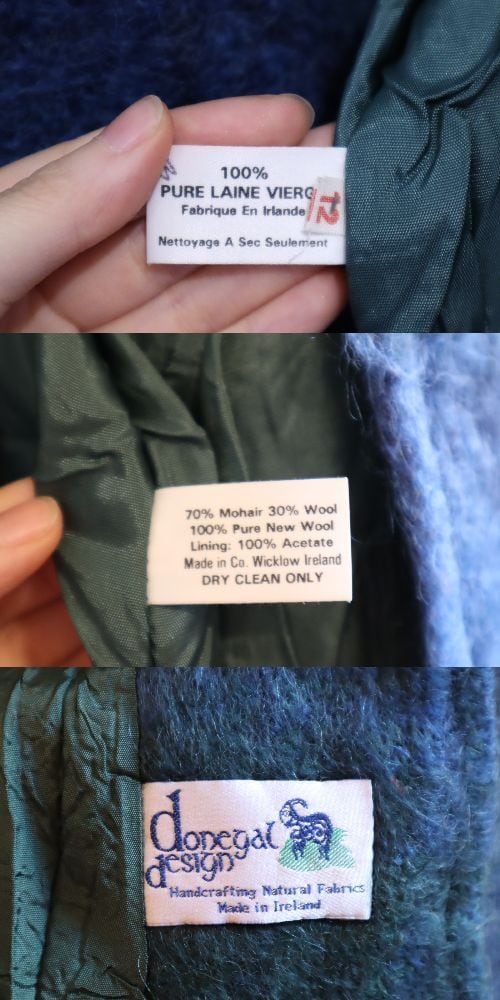 100%
PURE LAINE VIERG
Fabrique En Irlande
Nettoyage A Sec Seulement
12
70% Mohair 30% Wool
100% Pure New Wool
Lining: 100% Acetate
Made in Co. Wicklow Ireland
DRY CLEAN ONLY
donegal
design
Handcrafting Natural Fabrics
Made in Ireland